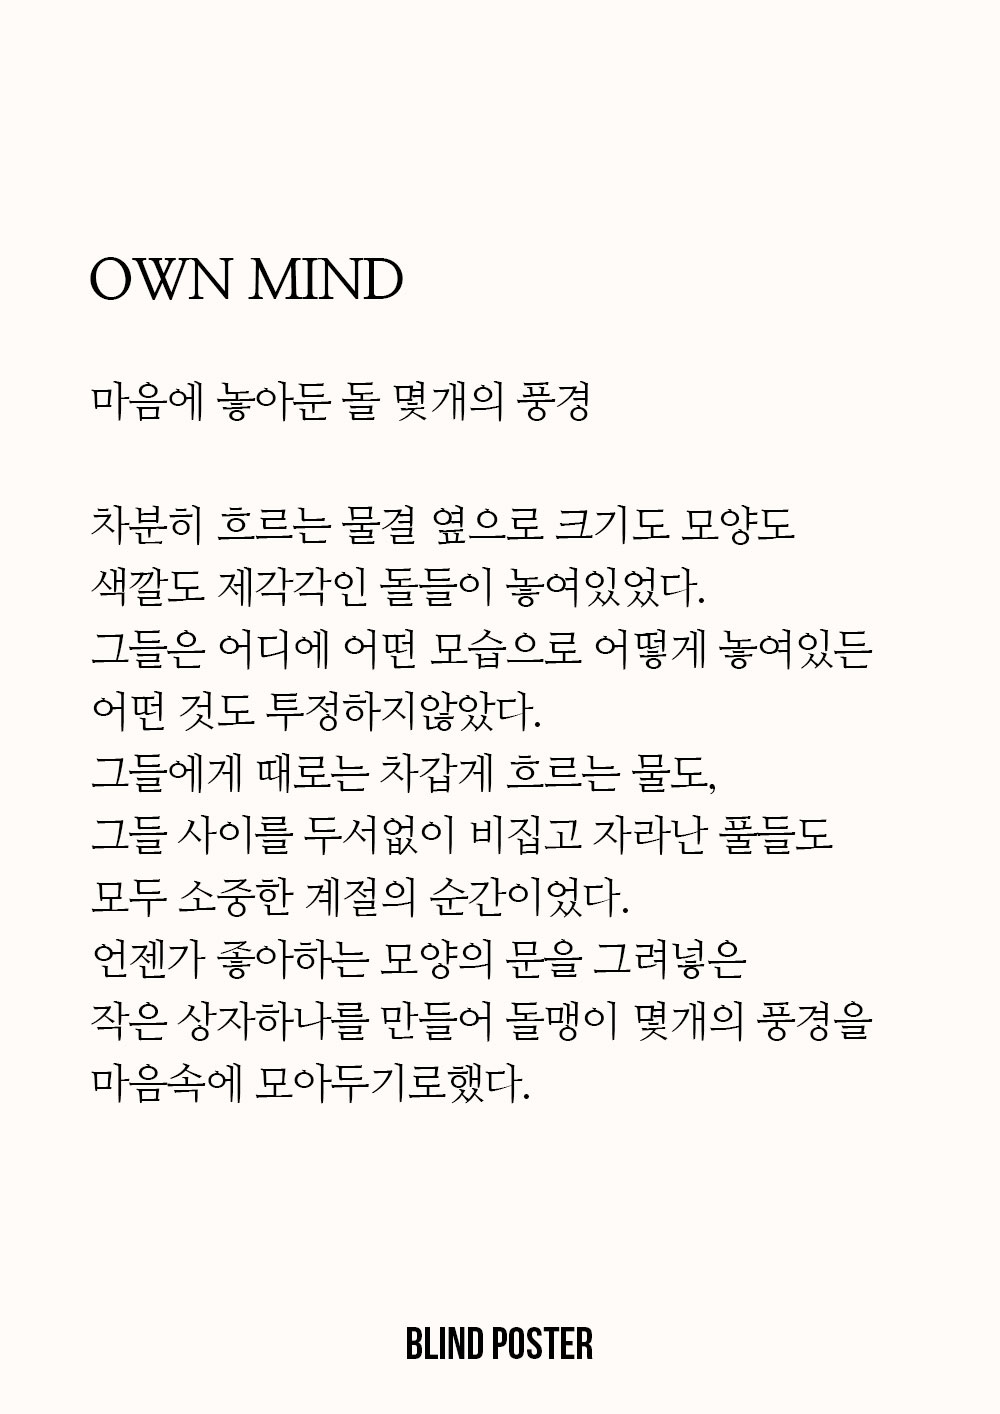 OWN MIND
마음에 놓아둔 돌 몇개의 풍경
차분히 흐르는 물결 옆으로 크기도 모양도
색깔도 제각각인 돌들이 놓여있었다.
그들은 어디에 어떤 모습으로 어떻게 놓여있든
어떤 것도 투정하지않았다.
그들에게 때로는 차갑게 흐르는 물도,
그들 사이를 두서없이 비집고 자라난 풀들도
모두 소중한 계절의 순간이었다.
언젠가 좋아하는 모양의 문을 그려넣은
작은 상자하나를 만들어 돌맹이 몇개의 풍경을
마음속에 모아두기로했다.
BLIND POSTER